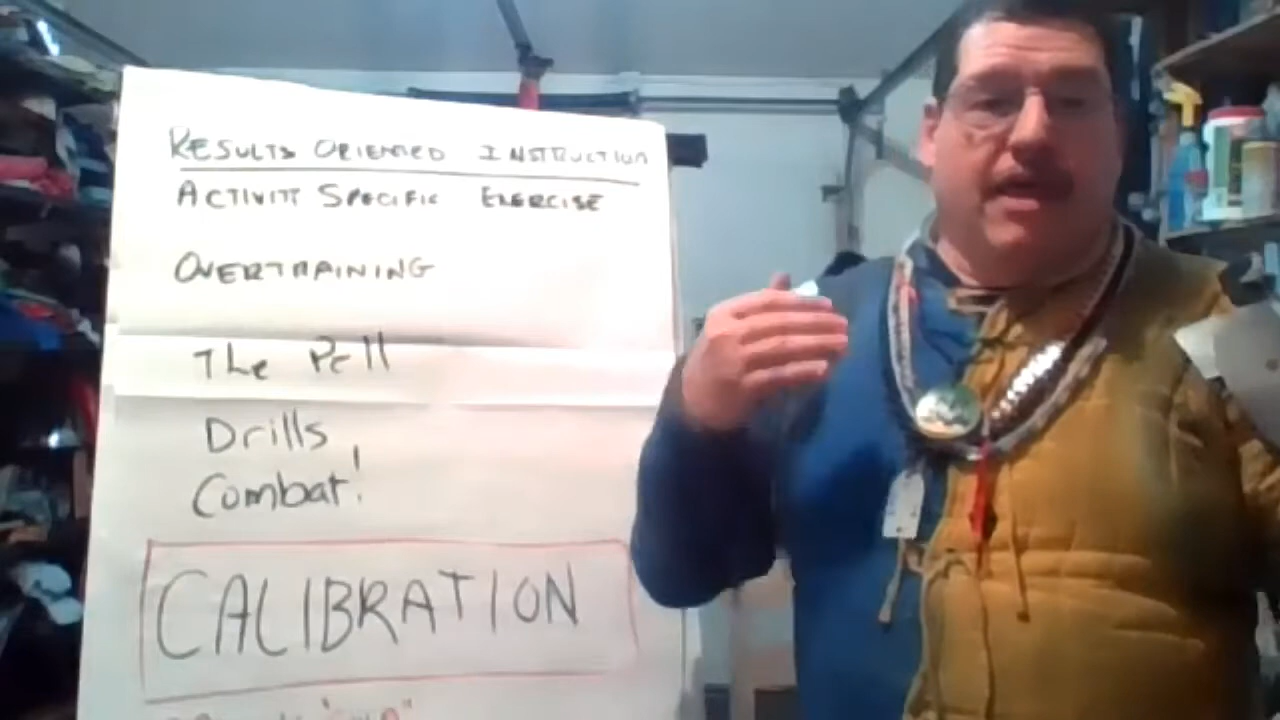 RESULTS ORIENTED INSTRUCTION
ACTIVITY SPECIFIC EXERCISE
OVERTRAINING
The Pell
Drills
Combat!
CALIBRATION